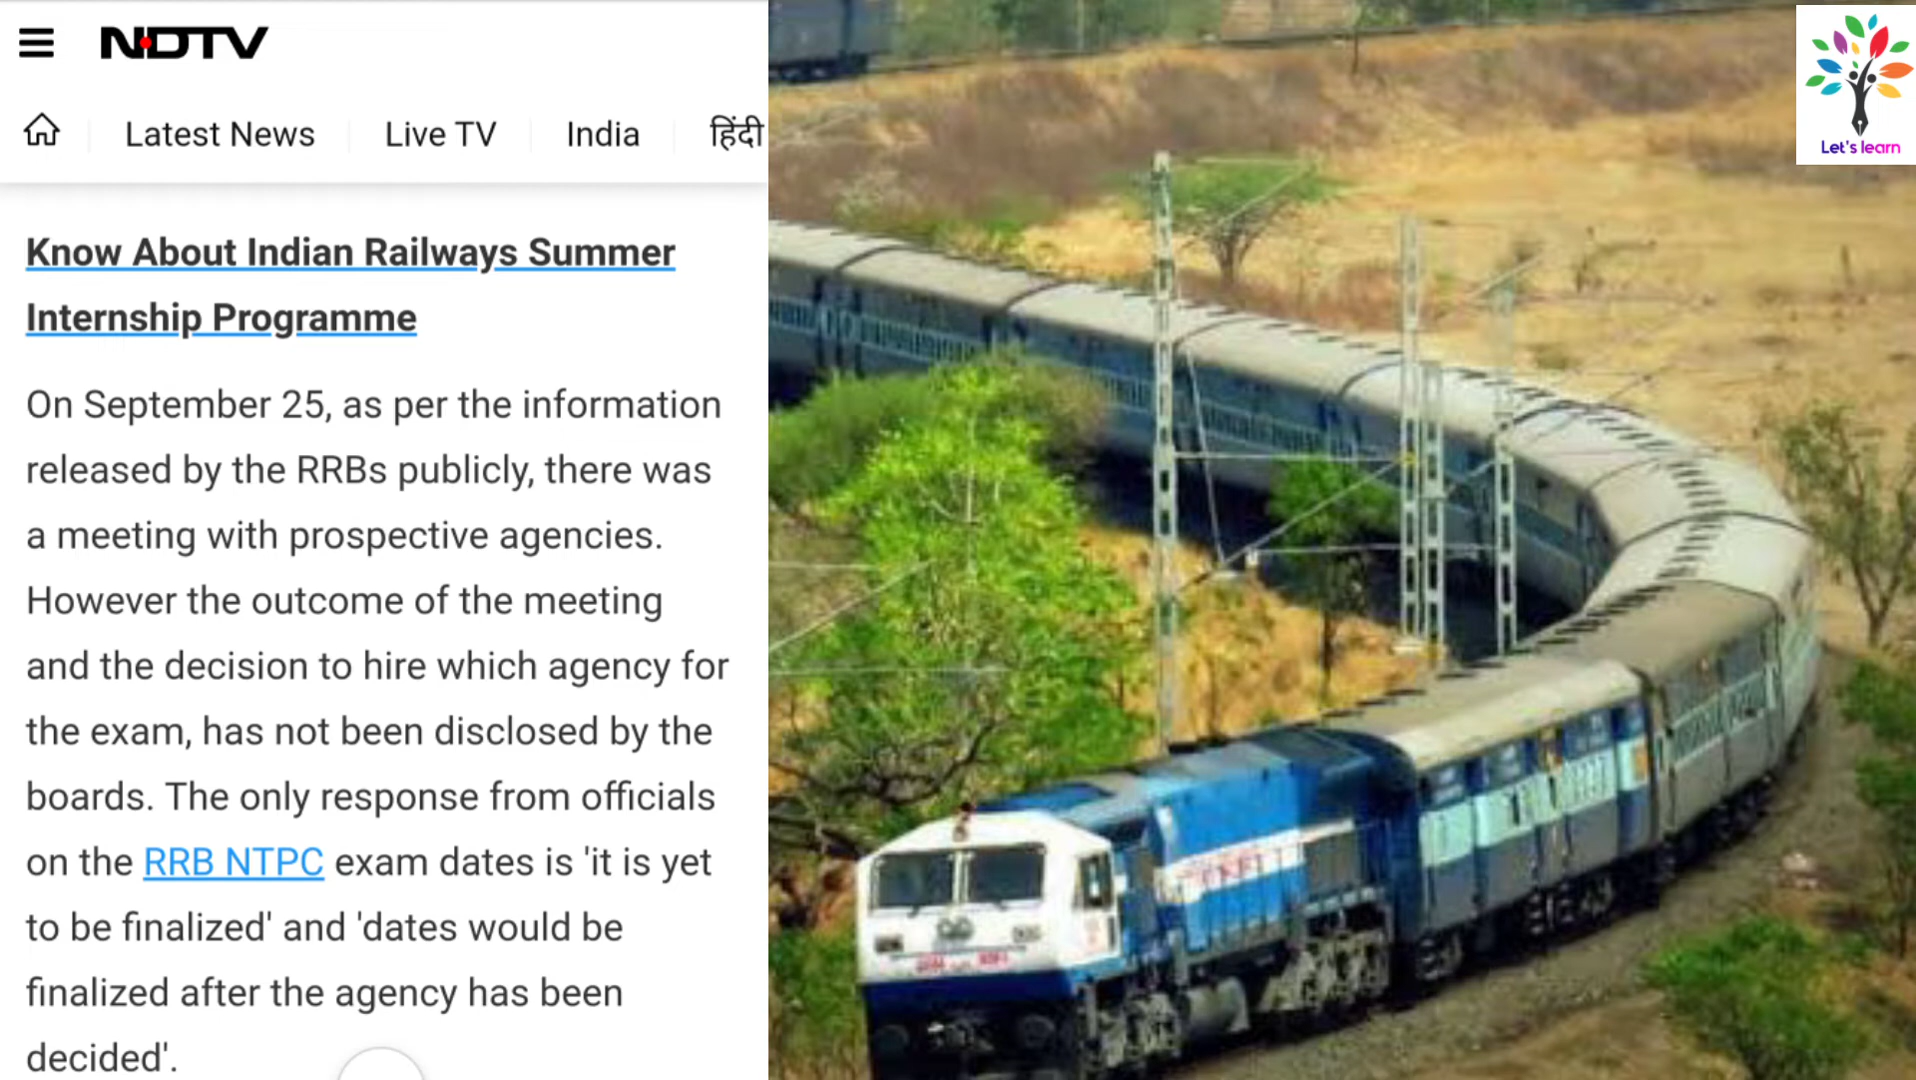 NDTV
Latest News
Live TV
India
हिंदी
Let's learn
Know About Indian Railways Summer
Internship Programme
On September 25, as per the information
released by the RRBs publicly, there was
a meeting with prospective agencies.
However the outcome of the meeting
and the decision to hire which agency for
the exam, has not been disclosed by the
boards. The only response from officials
on the RRB NTPC exam dates is 'it is yet
to be finalized' and 'dates would be
finalized after the agency has been
decided'.